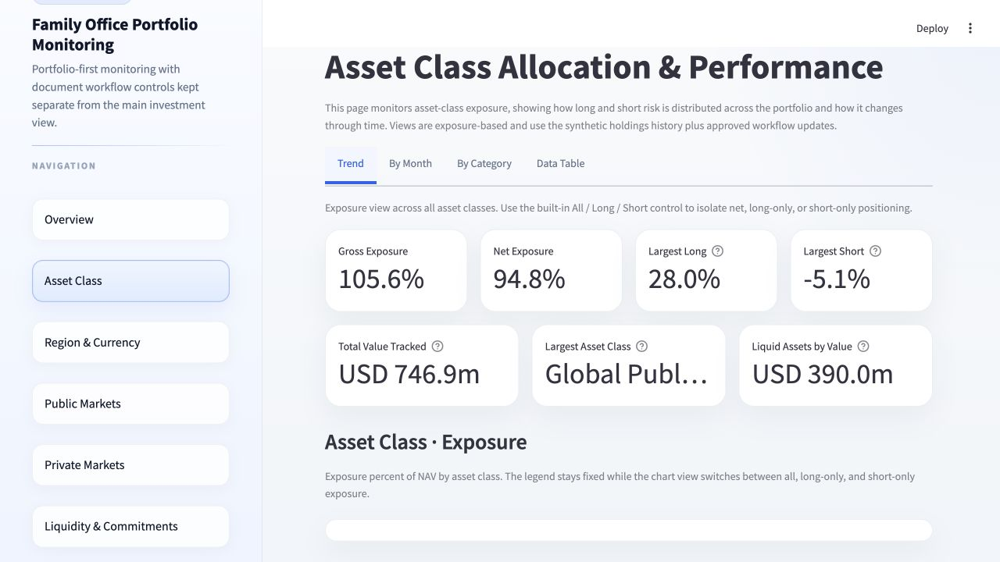 Family Office Portfolio
Monitoring
Portfolio-first monitoring with
document workflow controls kept
separate from the main investment
view.
NAVIGATION
Overview
Asset Class
Region & Currency
Public Markets
Private Markets
Liquidity & Commitments
Deploy
Asset Class Allocation & Performance
This page monitors asset-class exposure, showing how long and short risk is distributed across the portfolio and how it changes
through time. Views are exposure-based and use the synthetic holdings history plus approved workflow updates.
Trend By Month By Category Data Table
Exposure view across all asset classes. Use the built-in All / Long / Short control to isolate net, long-only, or short-only positioning.
Gross Exposure Net Exposure Largest Long Largest Short
105.6% 94.8% 28.0% -5.1%
Total Value Tracked Largest Asset Class Liquid Assets by Value
USD 746.9m Global Publ… USD 390.0m
Asset Class · Exposure
Exposure percent of NAV by asset class. The legend stays fixed while the chart view switches between all, long-only, and short-only
exposure.